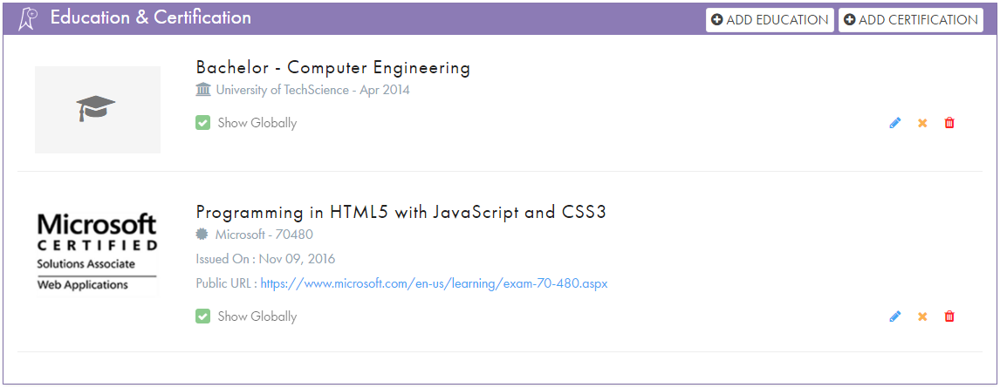 Education & Certification
ADD EDUCATION
ADD CERTIFICATION
Bachelor - Computer Engineering
University of TechScience - Apr 2014
Show Globally
Microsoft
CERTIFIED
Solutions Associate
Web Applications
Programming in HTML5 with JavaScript and CSS3
Microsoft - 70480
Issued On : Nov 09, 2016
Public URL : https://www.microsoft.com/en-us/learning/exam-70-480.aspx
Show Globally